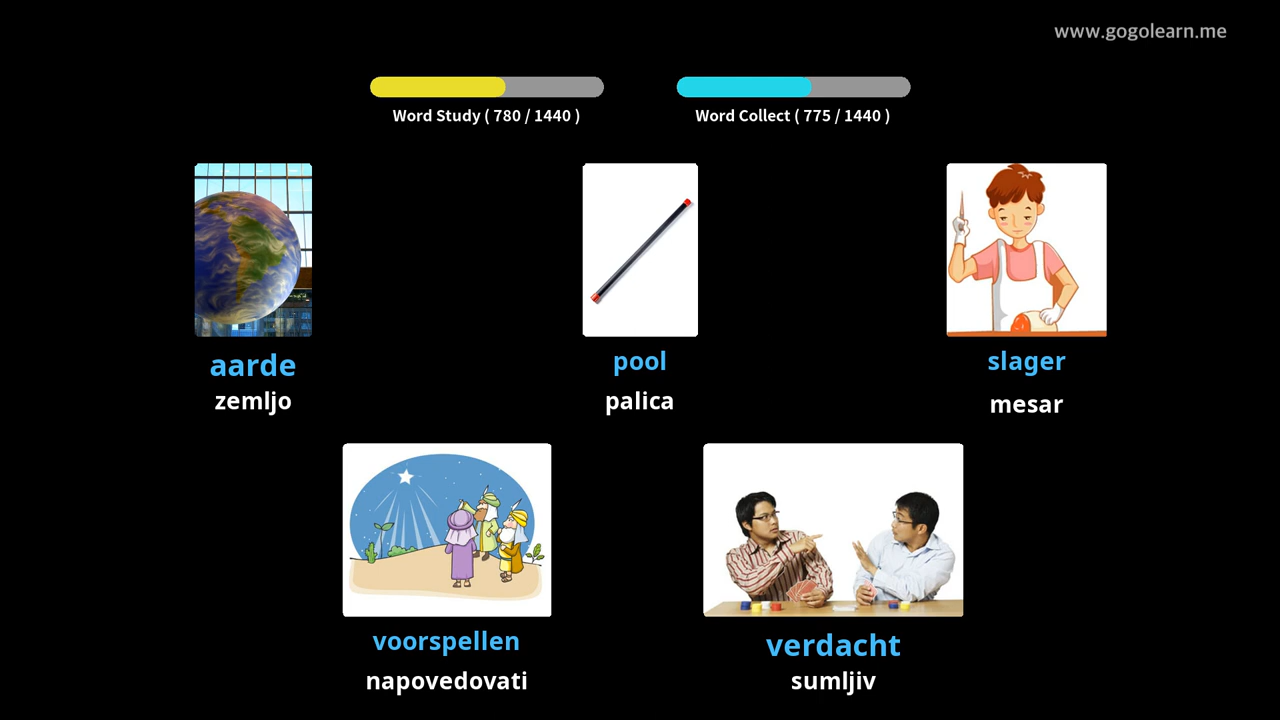 www.gogolearn.me
Word Study ( 780 / 1440 )
Word Collect ( 775 / 1440 )
aarde
zemljo
pool
palica
slager
mesar
voorspellen
napovedovati
verdacht
sumljiv